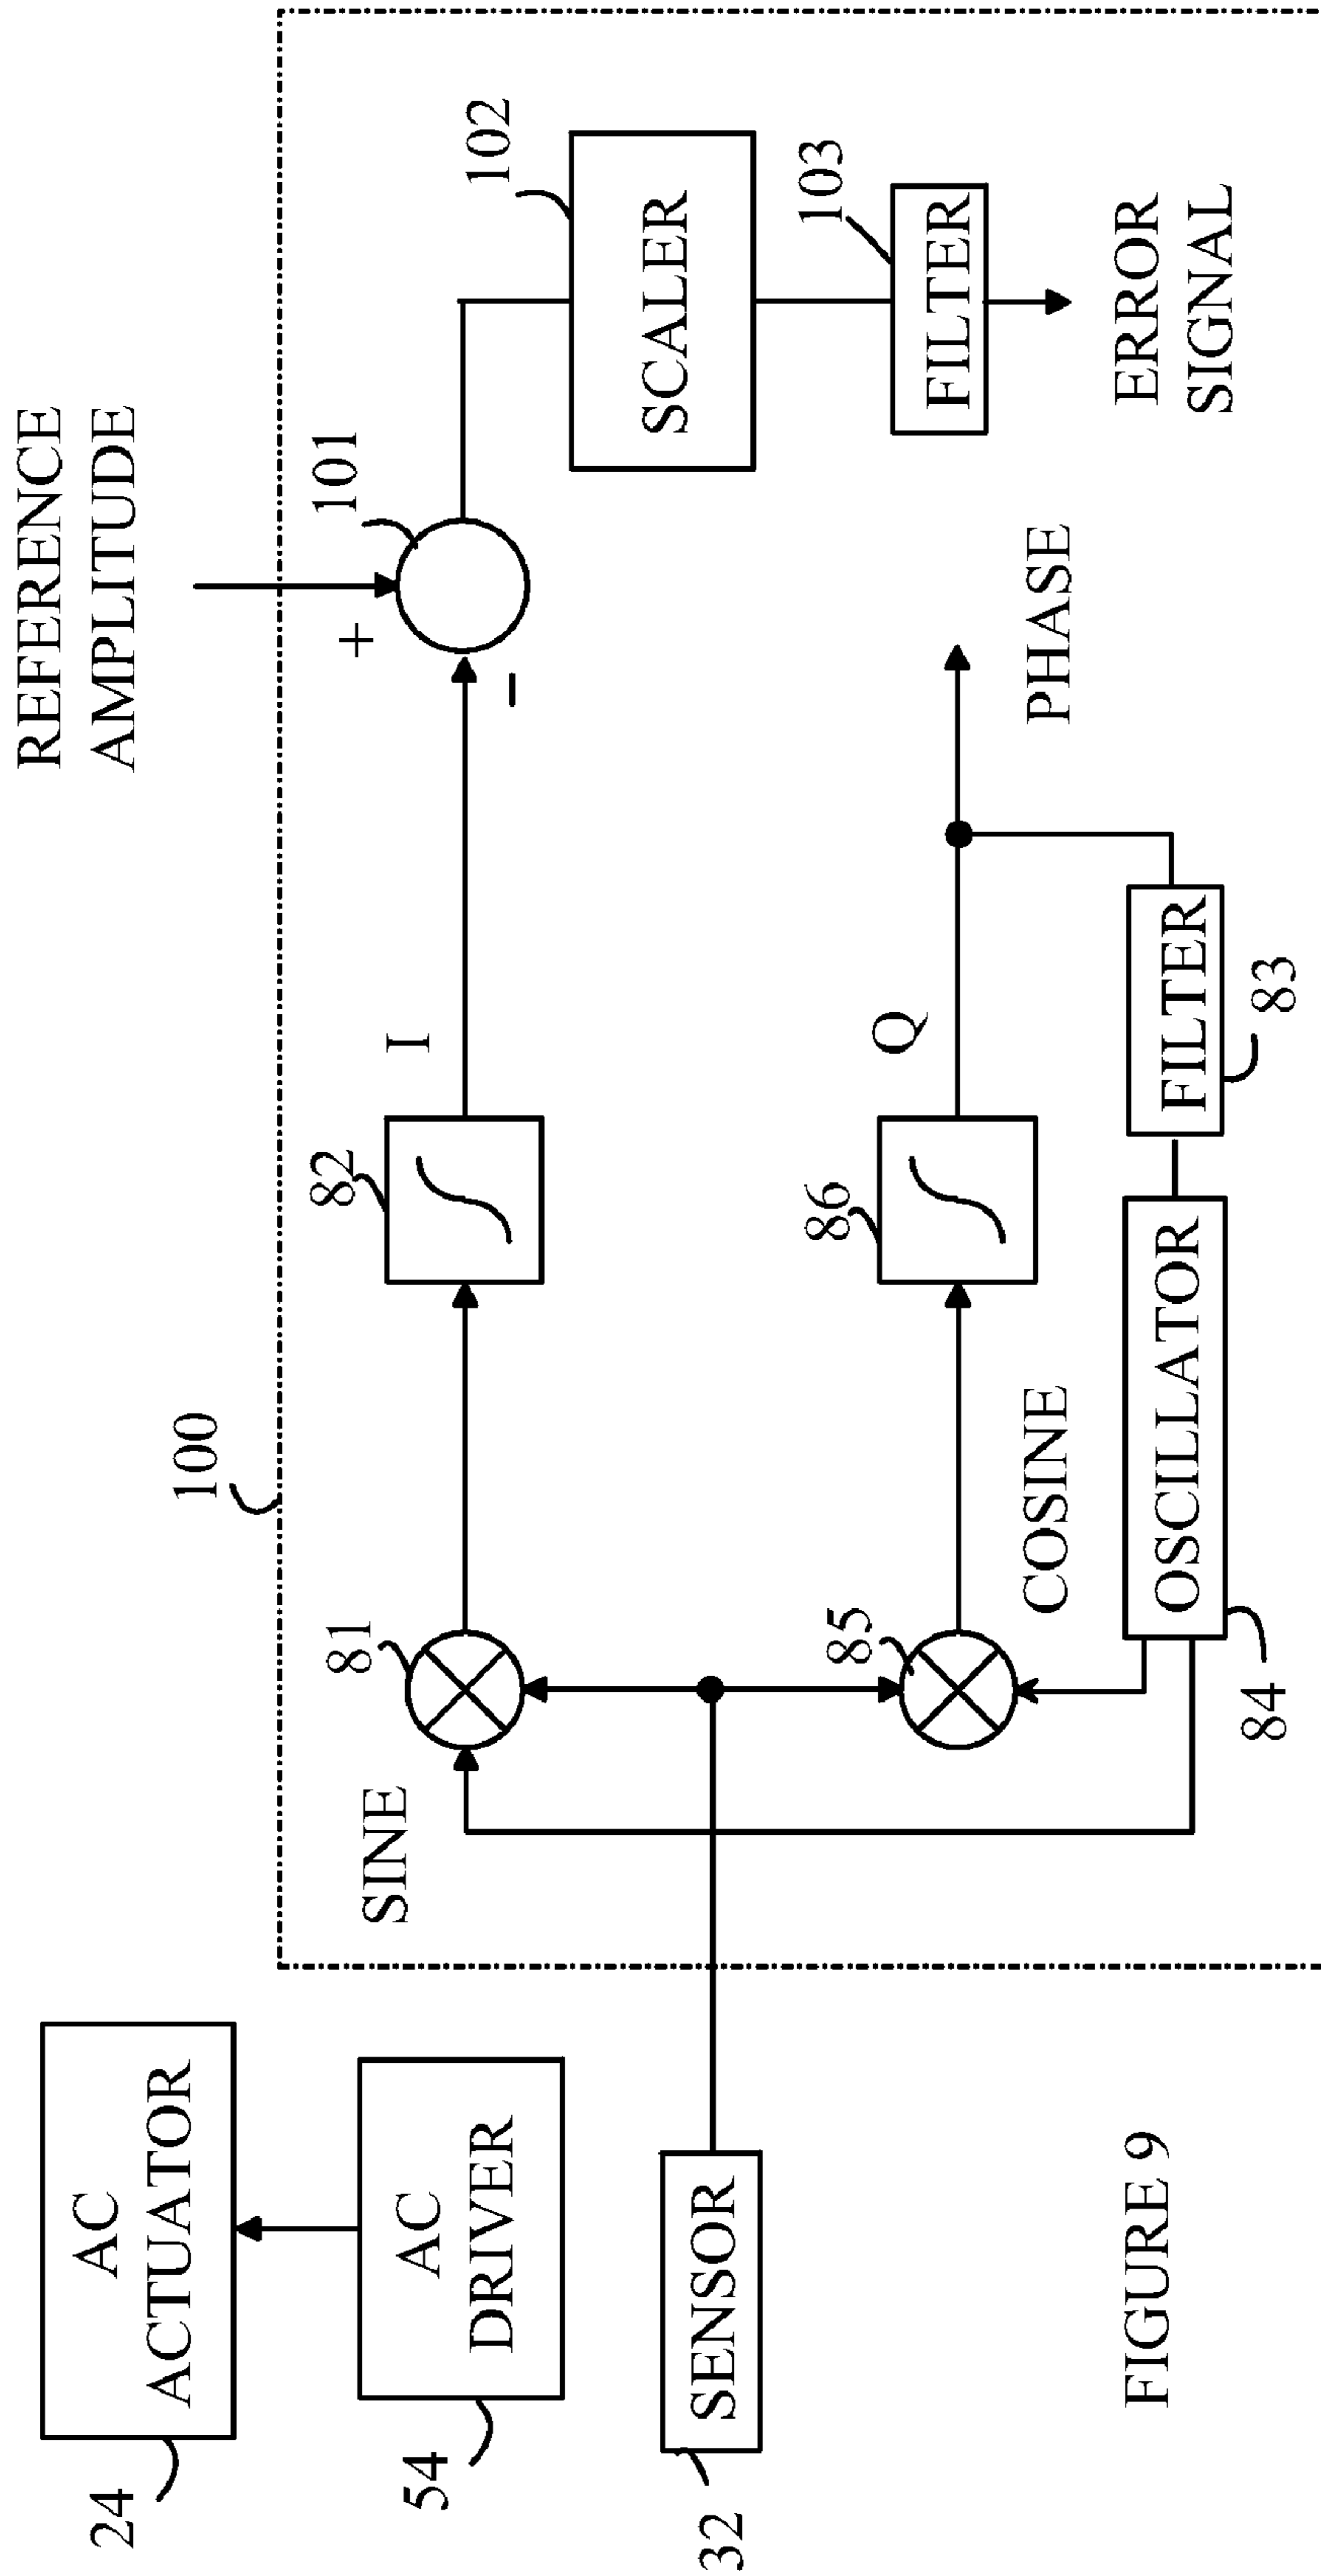 REFERENCE
AMPLITUDE
100
101
102
SCALER
103
FILTER
ERROR
SIGNAL
+
-
I
82
81
SINE
AC
ACTUATOR
24
AC
DRIVER
54
SENSOR
32
85
COSINE
86
Q
PHASE
FILTER
83
OSCILLATOR
84
FIGURE 9